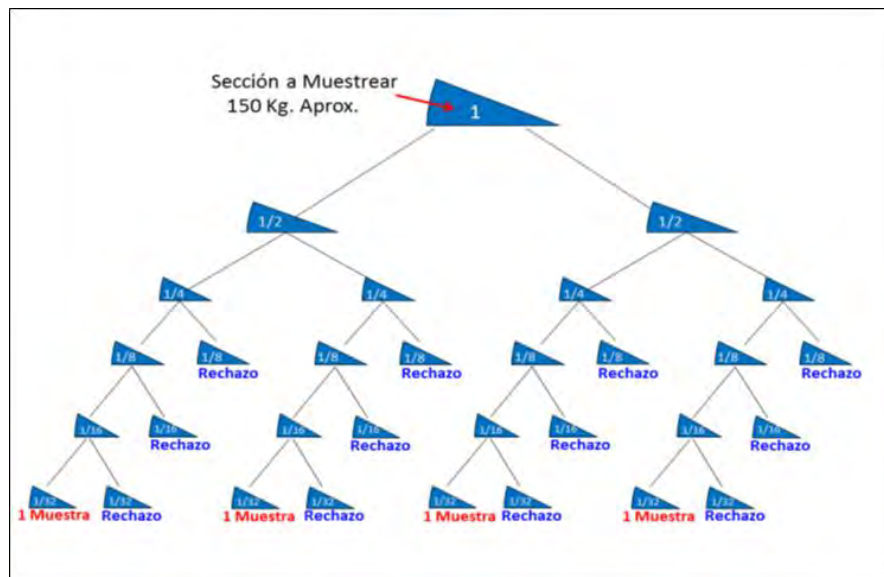 Sección a Muestrear
150 Kg. Aprox.
1
1/2
1/2
1/4
1/4
1/4
1/4
1/8
1/8
1/8
1/8
1/8
1/8
1/8
1/8
Rechazo
Rechazo
Rechazo
Rechazo
1/16
1/16
1/16
1/16
1/16
1/16
1/16
1/16
Rechazo
Rechazo
Rechazo
Rechazo
1/32
1/32
1/32
1/32
1/32
1/32
1/32
1/32
1 Muestra
Rechazo
1 Muestra
Rechazo
1 Muestra
Rechazo
1 Muestra
Rechazo